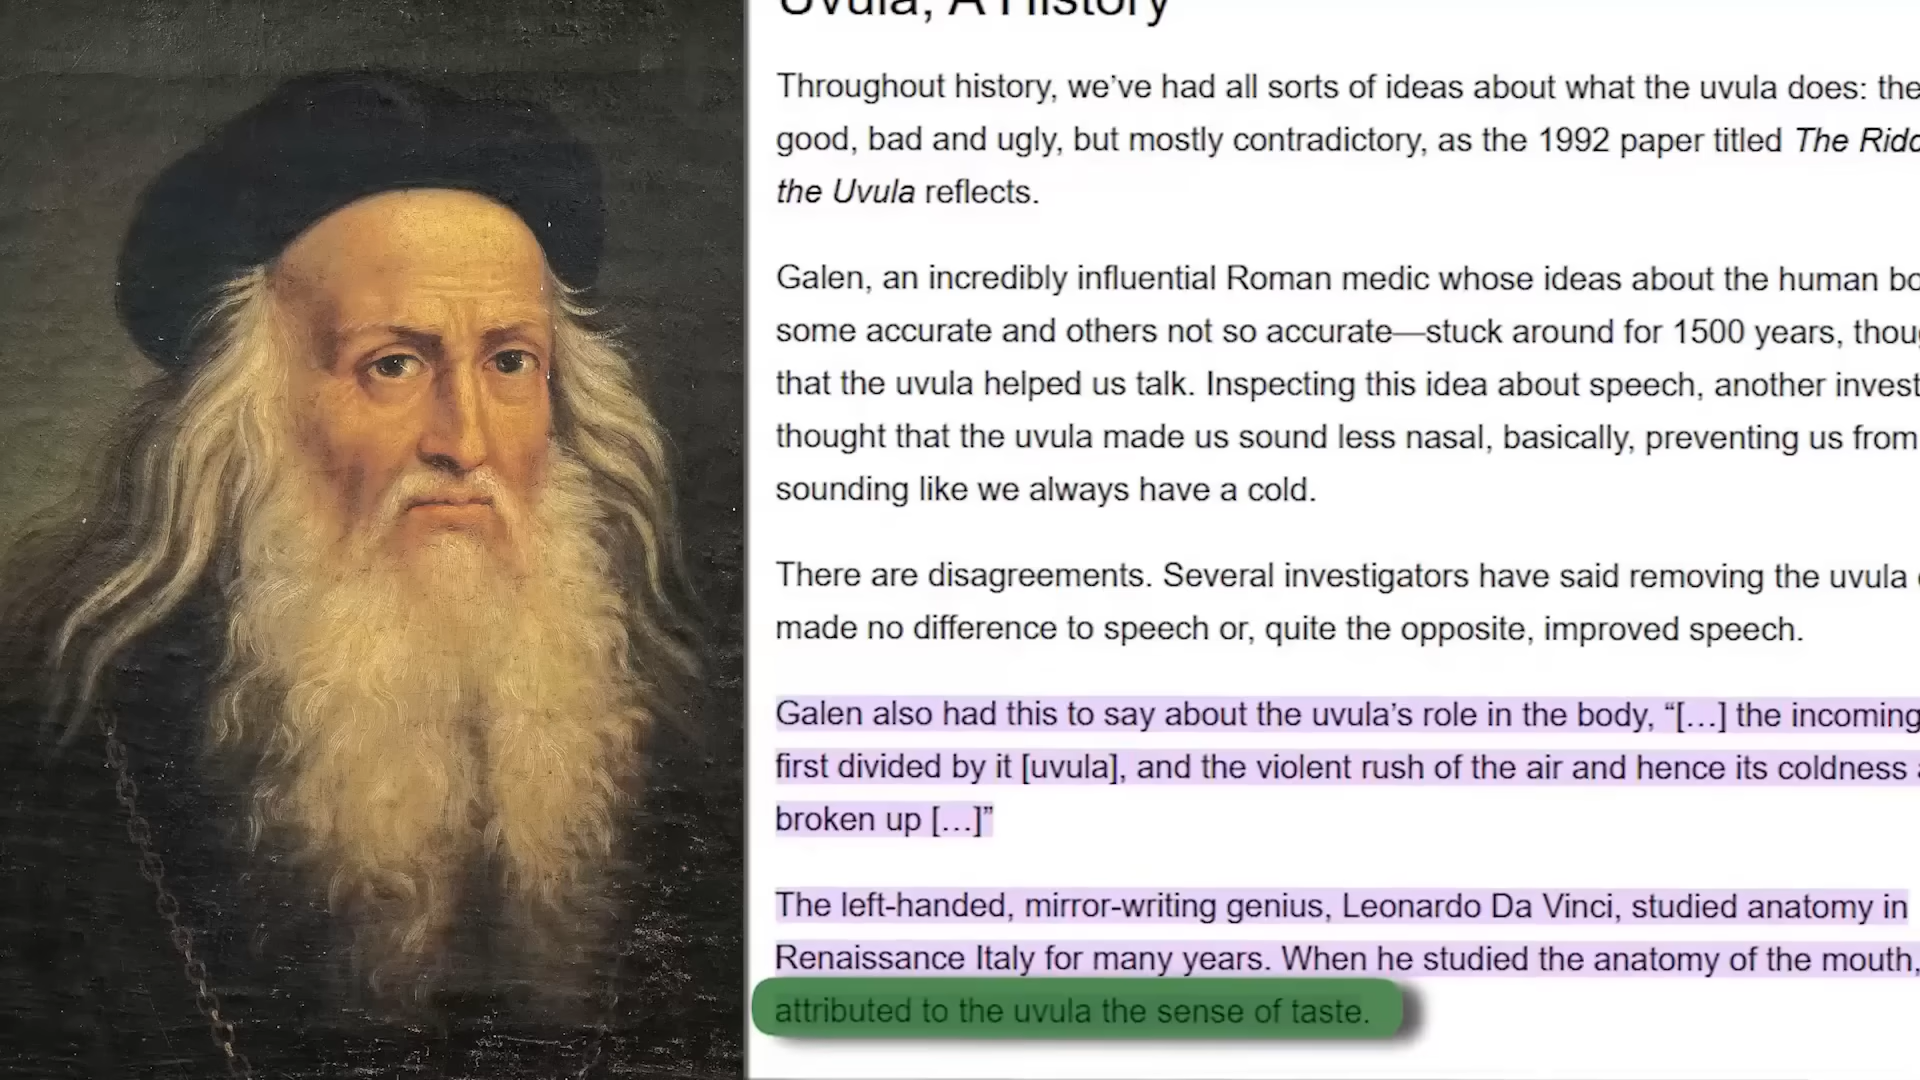 Uvula, A History
Throughout history, we’ve had all sorts of ideas about what the uvula does: the
good, bad and ugly, but mostly contradictory, as the 1992 paper titled The
the Uvula reflects.
Galen, an incredibly influential Roman medic whose ideas about the human
some accurate and others not so accurate—stuck around for 1500 years,
that the uvula helped us talk. Inspecting this idea about speech, another
thought that the uvula made us sound less nasal, basically, preventing us from
sounding like we always have a cold.
There are disagreements. Several investigators have said removing the uvula
made no difference to speech or, quite the opposite, improved speech.
Galen also had this to say about the uvula’s role in the body, “[…] the incoming
first divided by it [uvula], and the violent rush of the air and hence its coldness
broken up […]”
The left-handed, mirror-writing genius, Leonardo Da Vinci, studied anatomy in
Renaissance Italy for many years. When he studied the anatomy of the mouth,
attributed to the uvula the sense of taste.